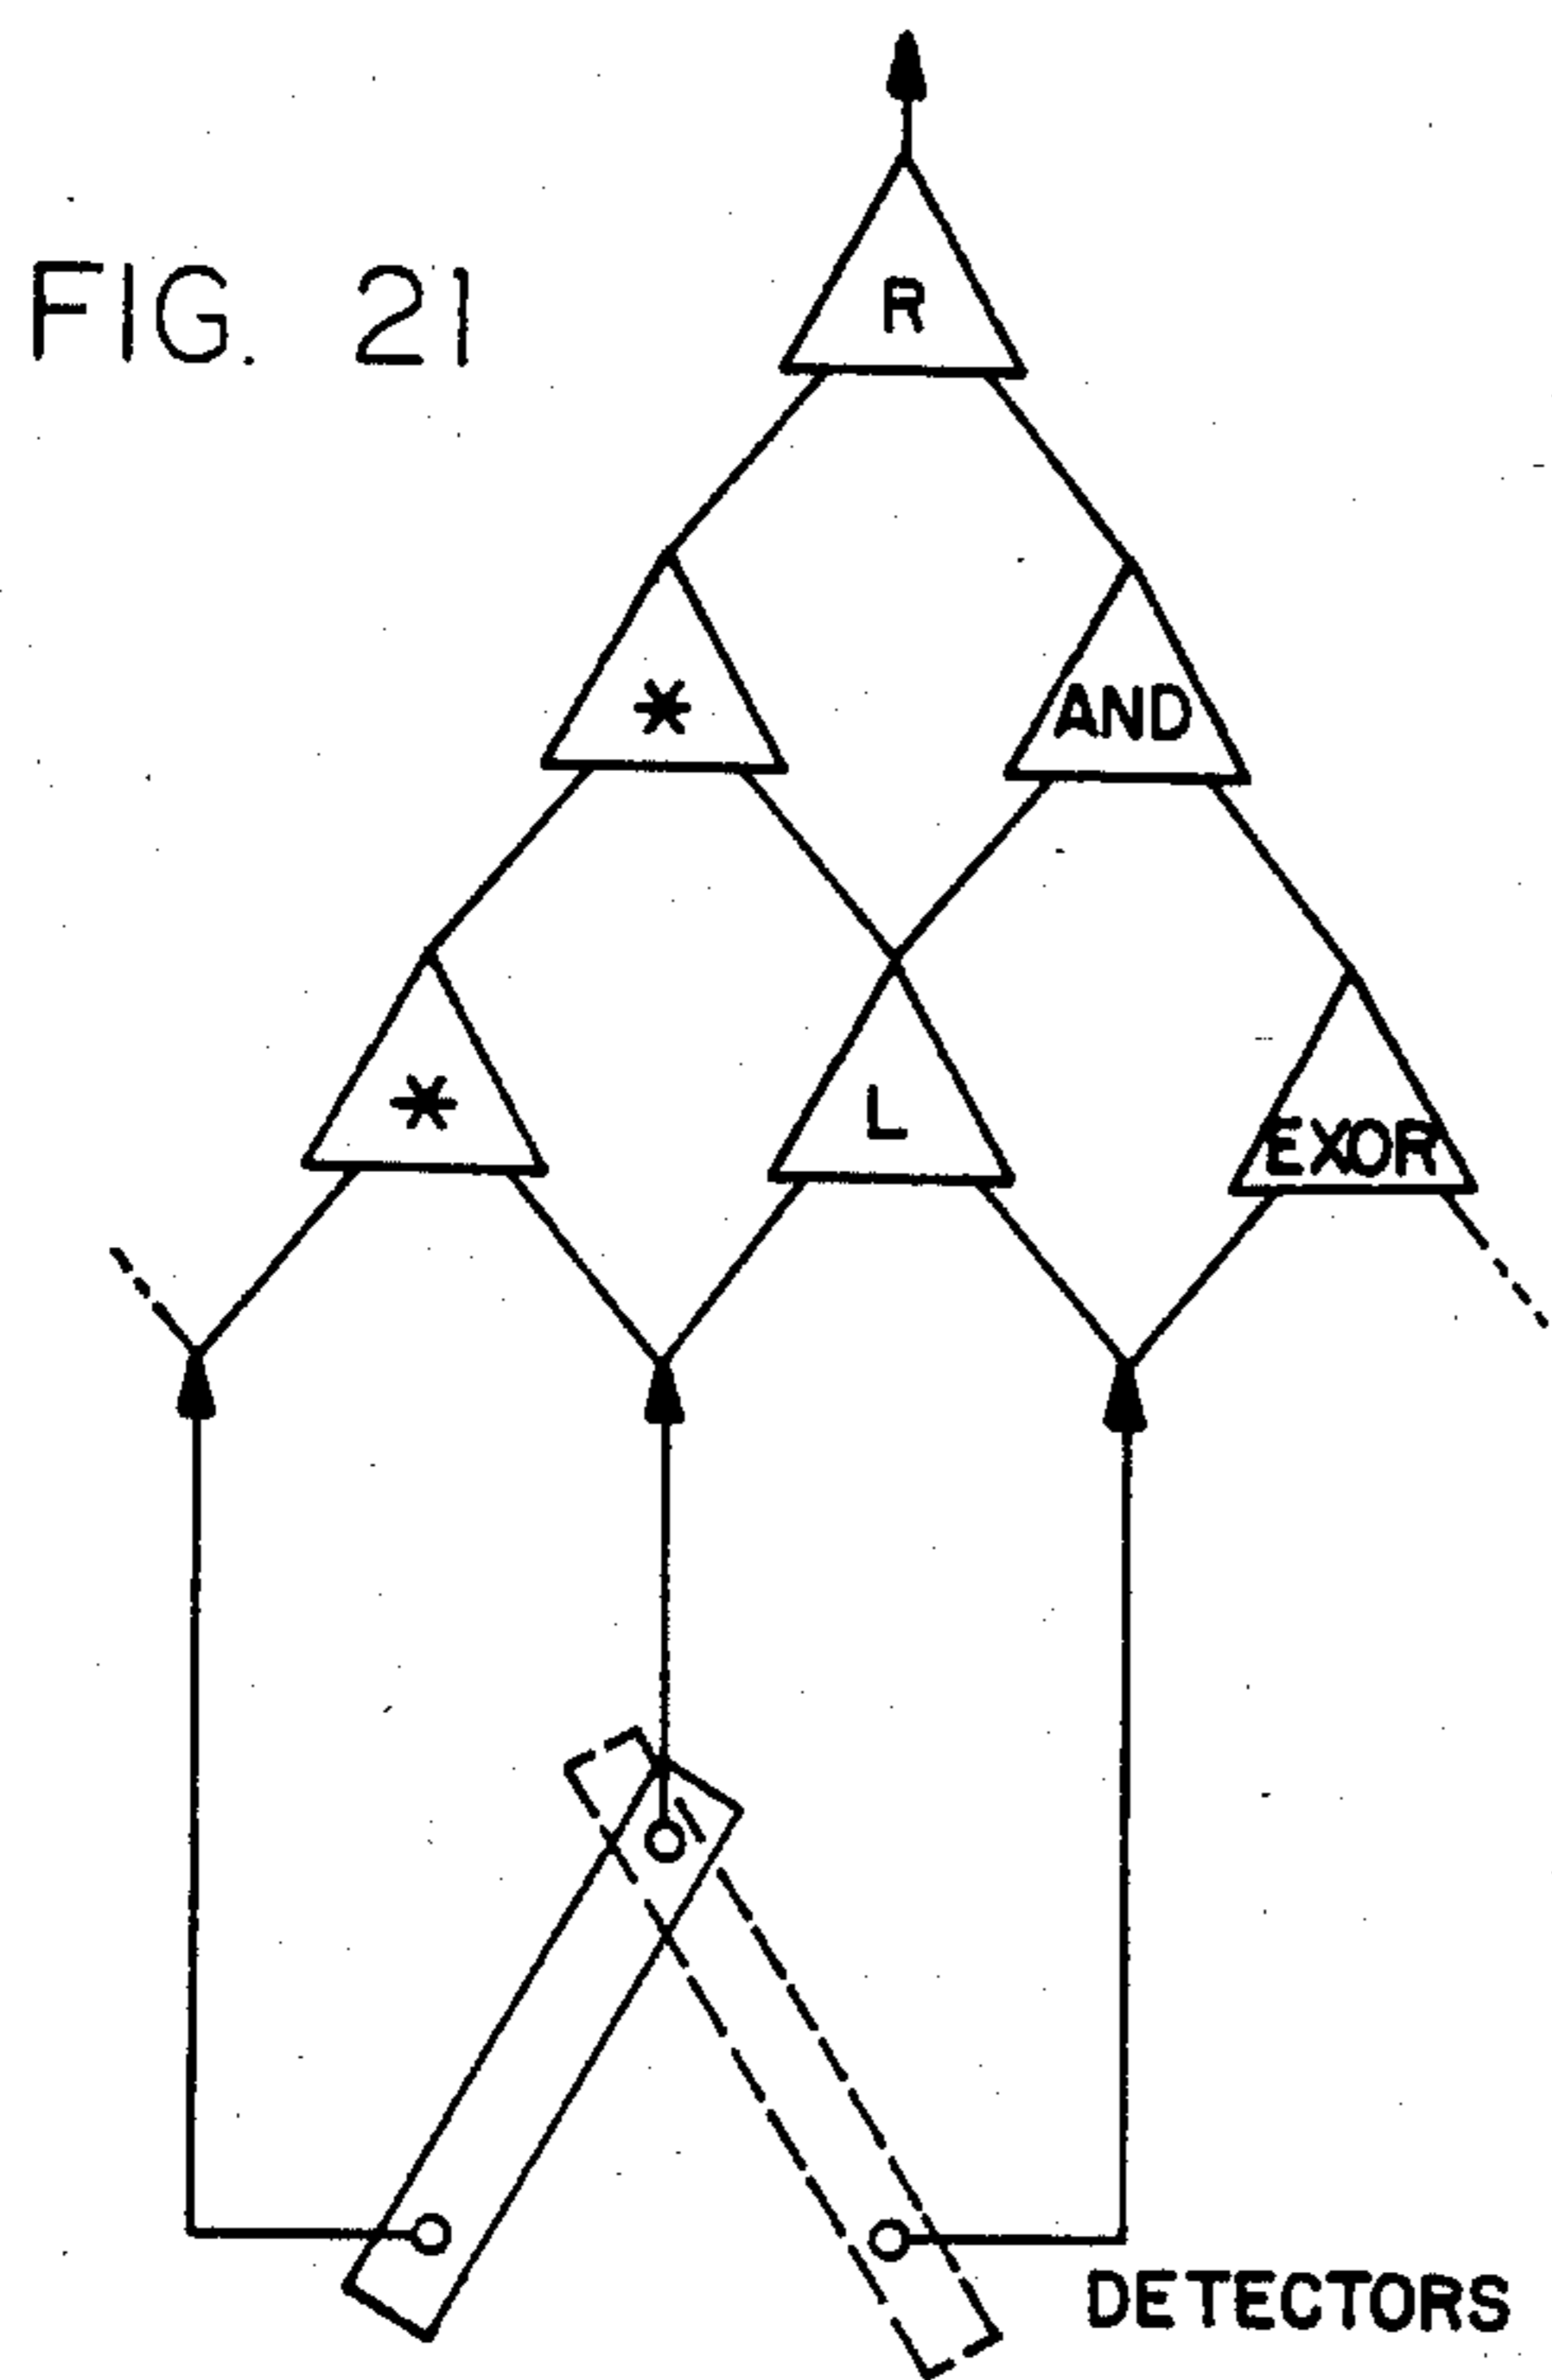 FIG. 21
R
*
AND
*
L
EXOR
DETECTORS